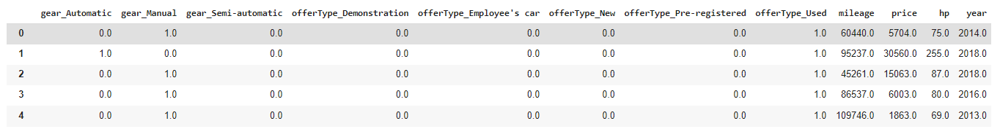 gear_Automatic gear_Manual gear_Semi-automatic offerType_Demonstration offerType_Employee's car offerType_New offerType_Pre-registered offerType_Used mileage price hp year
0 0.0 1.0 0.0 0.0 0.0 0.0 0.0 1.0 60440.0 5704.0 75.0 2014.0
1 1.0 0.0 0.0 0.0 0.0 0.0 0.0 1.0 95237.0 30560.0 255.0 2018.0
2 0.0 1.0 0.0 0.0 0.0 0.0 0.0 1.0 45261.0 15063.0 87.0 2018.0
3 0.0 1.0 0.0 0.0 0.0 0.0 0.0 1.0 86537.0 6003.0 80.0 2016.0
4 0.0 1.0 0.0 0.0 0.0 0.0 0.0 1.0 109746.0 1863.0 69.0 2013.0